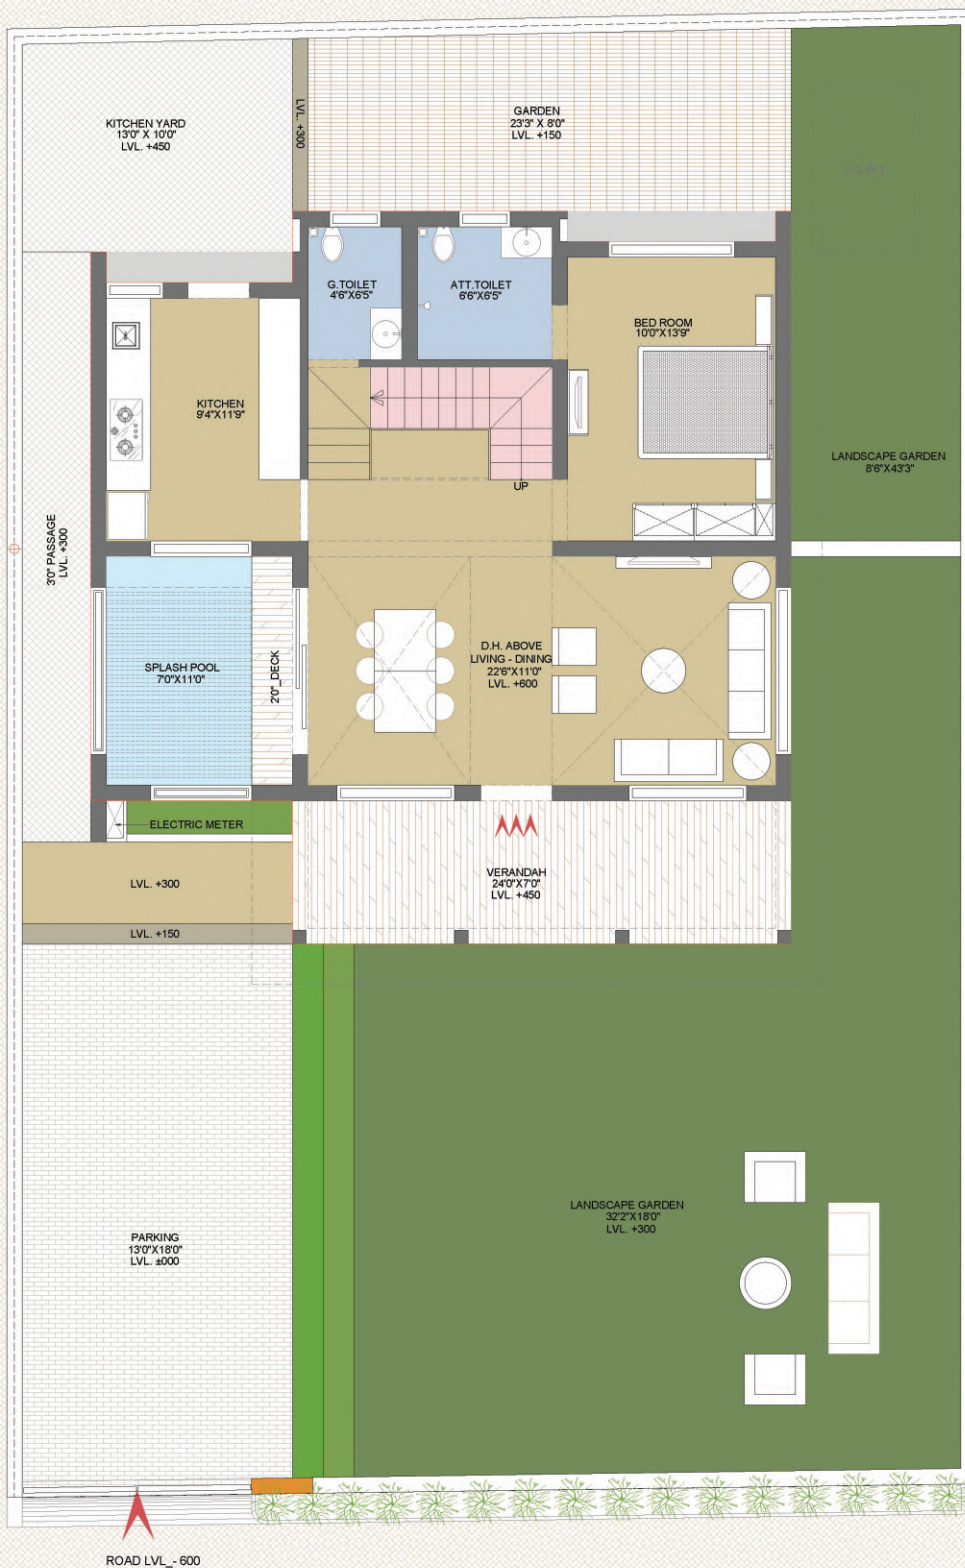 KITCHEN YARD
13'0" X 10'0"
LVL. +450
LVL. +300
GARDEN
23'3" X 8'0"
LVL. +150
U.G.W.T
G.TOILET
4'6"X6'5"
ATT.TOILET
6'6"X6'5"
BED ROOM
10'0"X13'9"
KITCHEN
9'4"X11'9"
LANDSCAPE GARDEN
8'6"X43'3"
UP
3'0" PASSAGE
LVL. +300
SPLASH POOL
7'0"X11'0"
2'0"_DECK
D.H. ABOVE
LIVING - DINING
22'6"X11'0"
LVL. +600
ELECTRIC METER
VERANDAH
24'0"X7'0"
LVL. +450
LVL. +300
LVL. +150
LANDSCAPE GARDEN
32'2"X18'0"
LVL. +300
PARKING
13'0"X18'0"
LVL. ±000
ROAD LVL_- 600